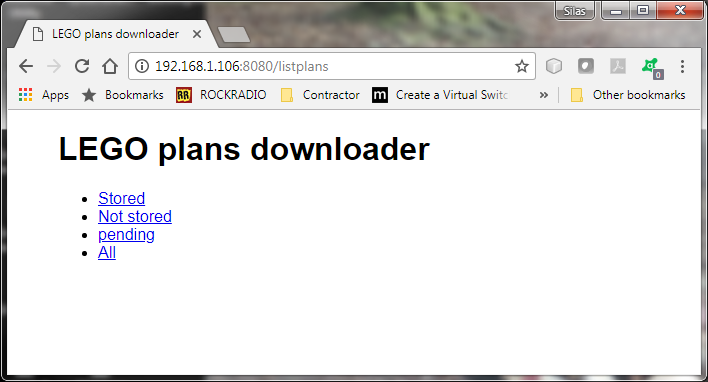 Silas
LEGO plans downloader
192.168.1.106:8080/listplans
Apps Bookmarks RR ROCKRADIO Contractor m Create a Virtual Switc » Other bookmarks
0
LEGO plans downloader
• Stored
• Not stored
• pending
• All